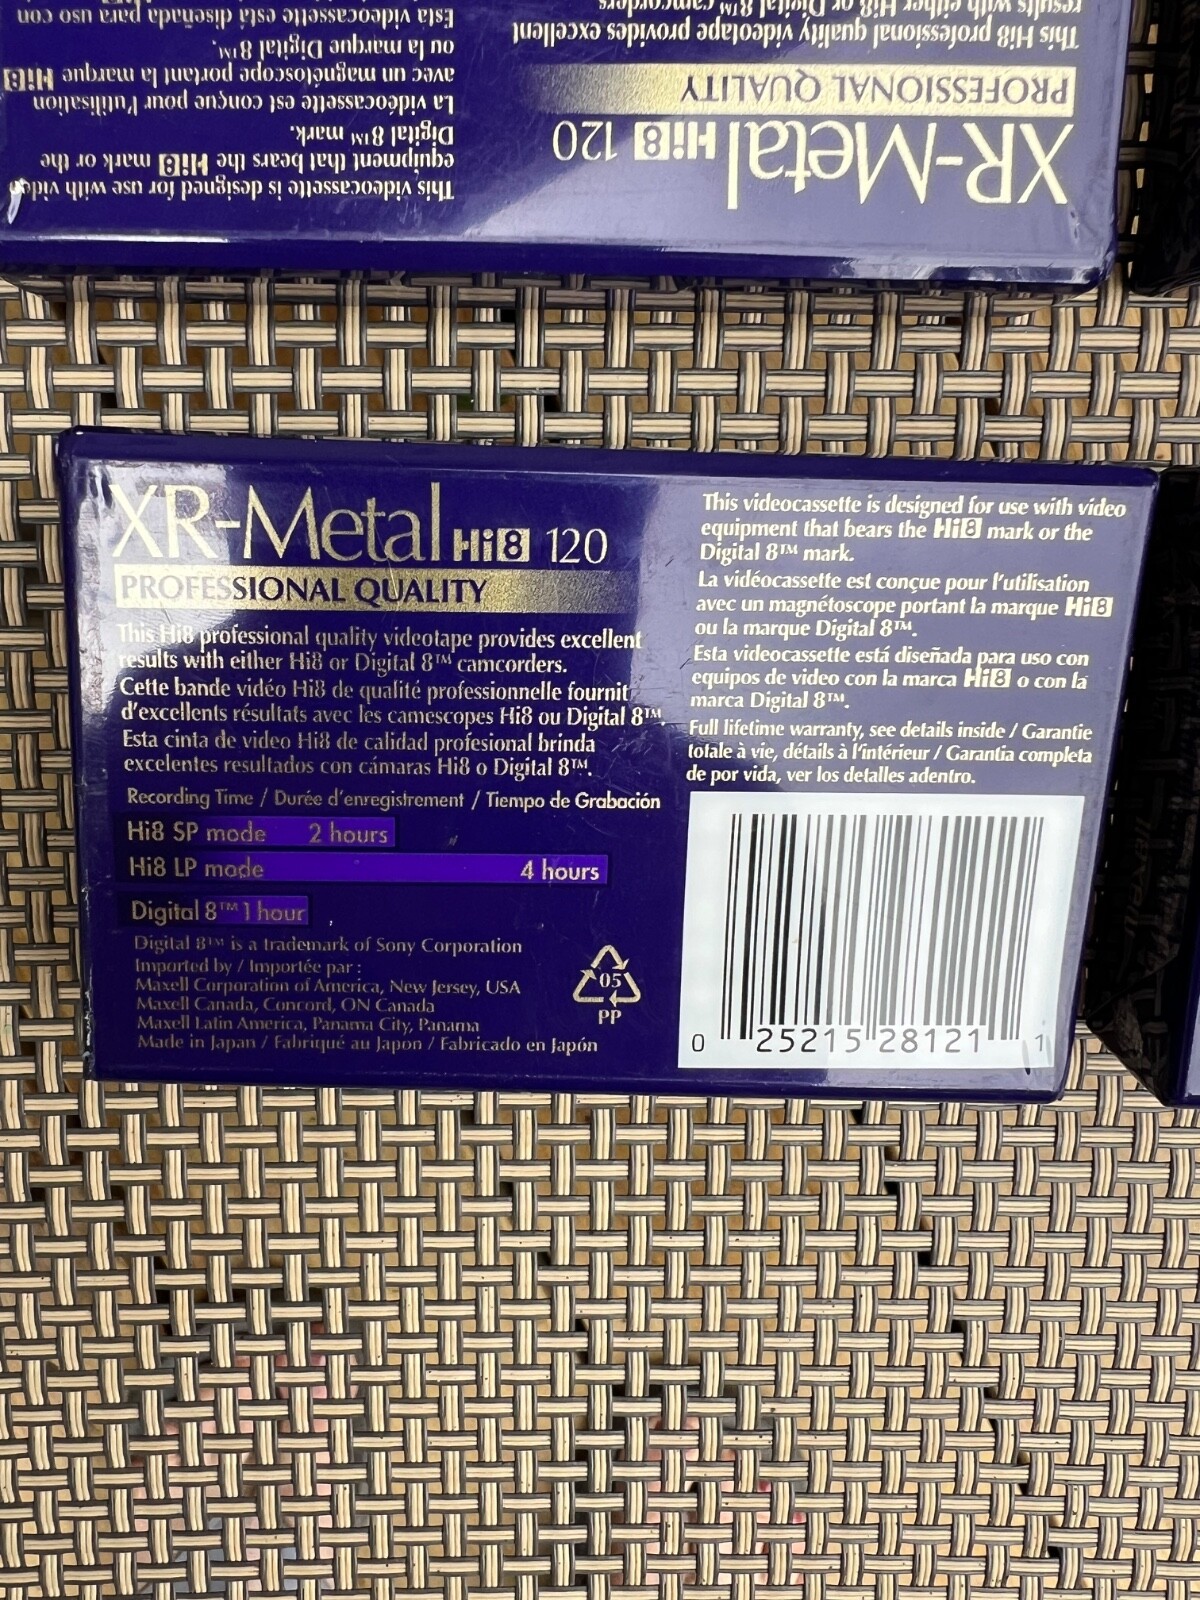 XR-Metal Hi8 120
PROFESSIONAL QUALITY
This Hi8 professional quality videotape provides excellent
results with either Hi8 or Digital 8™ camcorders.
This videocassette is designed for use with video
equipment that bears the Hi8 mark or the
Digital 8™ mark.
La vidéocassette est conçue pour l'utilisation
avec un magnétoscope portant la marque Hi8
ou la marque Digital 8™.
Esta videocassette está diseñada para uso con
XR-Metal Hi8 120
PROFESSIONAL QUALITY
This Hi8 professional quality videotape provides excellent
results with either Hi8 or Digital 8™ camcorders.
Cette bande vidéo Hi8 de qualité professionnelle fournit
d'excellents résultats avec les camescopes Hi8 ou Digital 8™.
Esta cinta de video Hi8 de calidad profesional brinda
excelentes resultados con cámaras Hi8 o Digital 8™.
Recording Time / Durée d'enregistrement / Tiempo de Grabación
Hi8 SP mode 2 hours
Hi8 LP mode 4 hours
Digital 8™ 1 hour
Digital 8™ is a trademark of Sony Corporation
Imported by / Importée par :
Maxell Corporation of America, New Jersey, USA
Maxell Canada, Concord, ON Canada
Maxell Latin America, Panama City, Panama
Made in Japan / Fabriqué au Japon / Fabricado en Japón
05
PP
This videocassette is designed for use with video
equipment that bears the Hi8 mark or the
Digital 8™ mark.
La vidéocassette est conçue pour l'utilisation
avec un magnétoscope portant la marque Hi8
ou la marque Digital 8™.
Esta videocassette está diseñada para uso con
equipos de video con la marca Hi8 o con la
marca Digital 8™.
Full lifetime warranty, see details inside / Garantie
totale à vie, détails à l'intérieur / Garantia completa
de por vida, ver los detalles adentro.
0 25215 28121 1